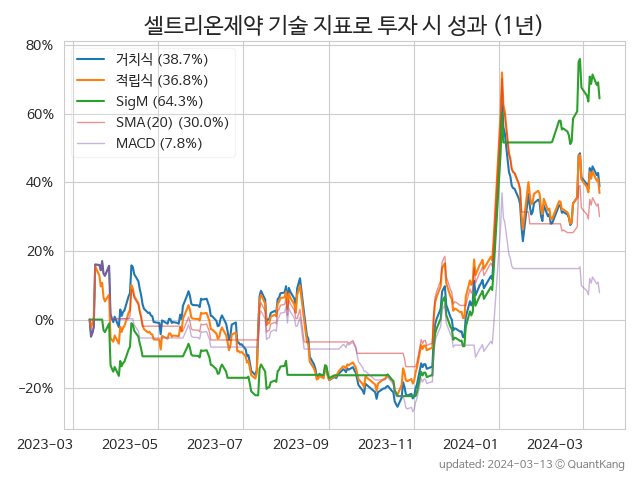 셀트리온제약 기술 지표로 투자 시 성과 (1년)
80%
60%
40%
20%
0%
−20%
거치식 (38.7%)
적립식 (36.8%)
SigM (64.3%)
SMA(20) (30.0%)
MACD (7.8%)
2023-03 2023-05 2023-07 2023-09 2023-11 2024-01 2024-03
updated: 2024-03-13 ⓒ QuantKang